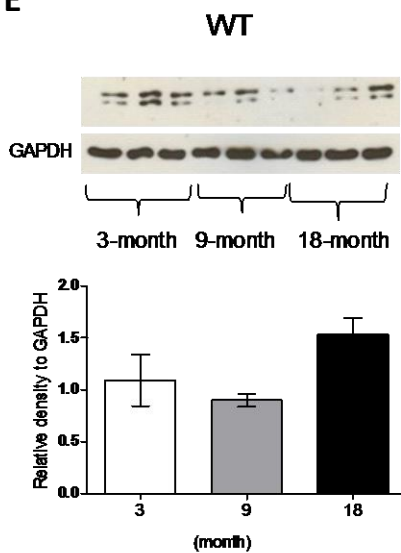 E
WT
GAPDH
3-month 9-month 18-month
Relative density to GAPDH
2.0
1.5
1.0
0.5
0.0
3 9 18
(month)